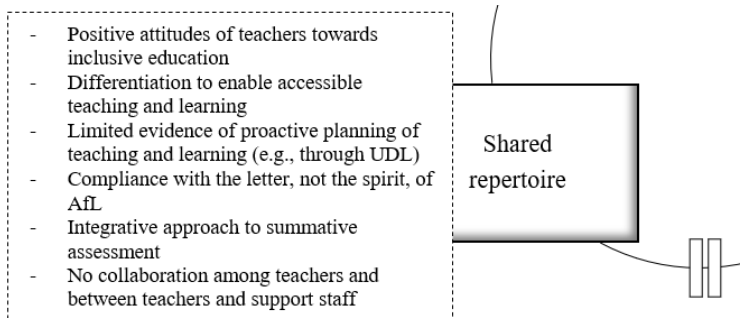 - Positive attitudes of teachers towards
inclusive education
- Differentiation to enable accessible
teaching and learning
- Limited evidence of proactive planning of
teaching and learning (e.g., through UDL)
- Compliance with the letter, not the spirit, of
AfL
- Integrative approach to summative
assessment
- No collaboration among teachers and
between teachers and support staff
Shared
repertoire